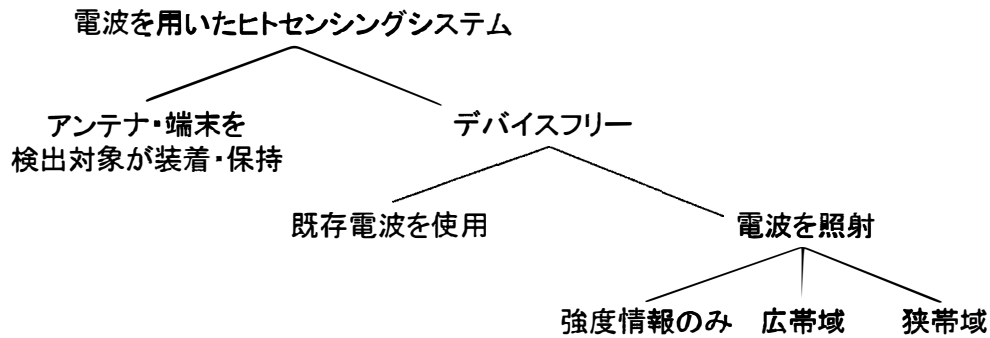 電波を用いたヒトセンシングシステム
アンテナ・端末を
検出対象が装着・保持
デバイスフリー
既存電波を使用
電波を照射
強度情報のみ
広帯域
狭帯域